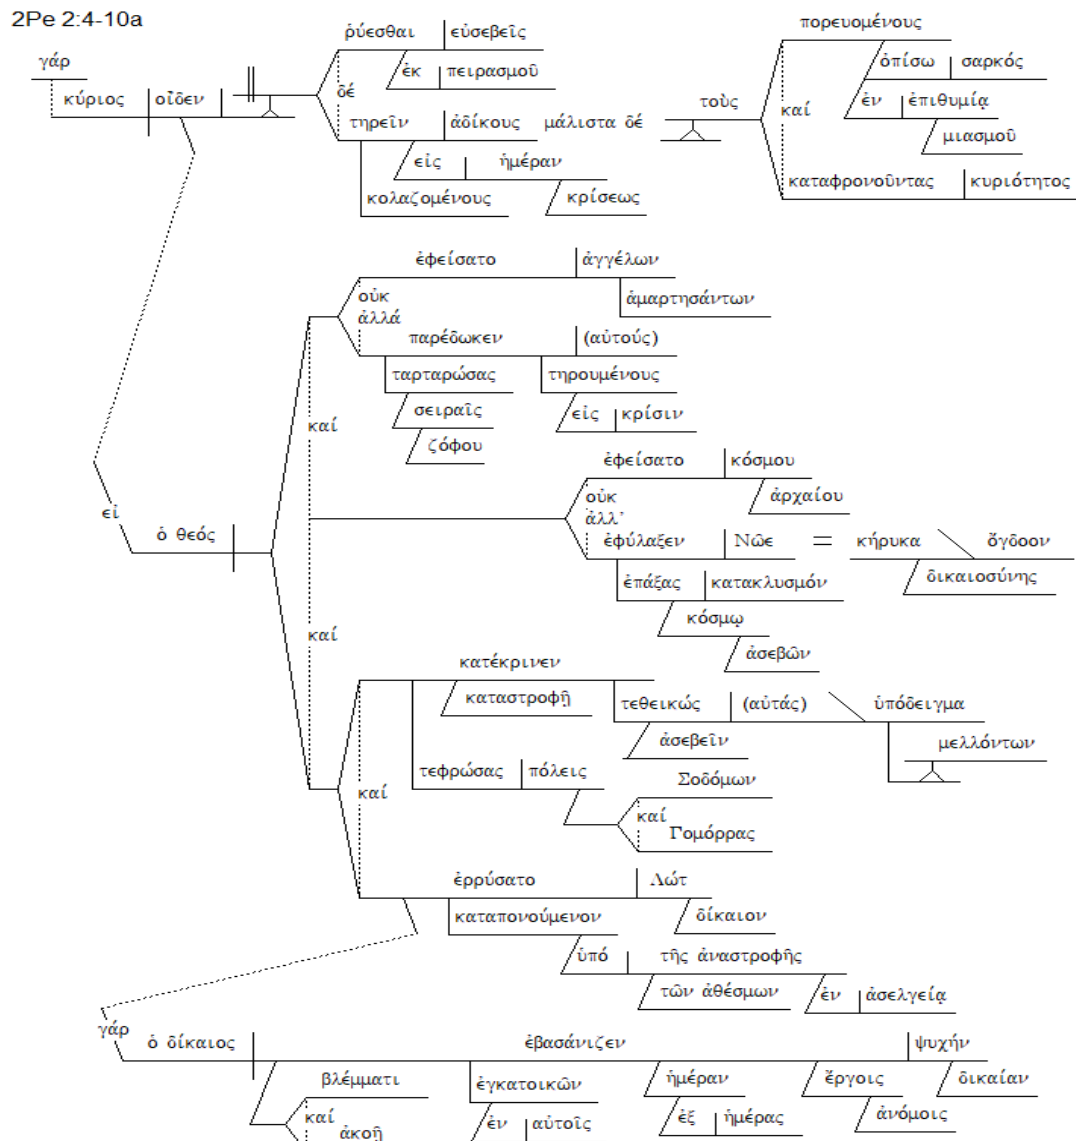 2Pe 2:4-10a
ῥύεσθαι εὐσεβεῖς πορευομένους
γάρ ἐκ πειρασμοῦ ὀπίσω σαρκός
κύριος οἶδεν δέ τοὺς καί ἐν ἐπιθυμίᾳ
τηρεῖν ἀδίκους μάλιστα δέ μιασμοῦ
εἰς ἡμέραν
κολαζομένους κρίσεως καταφρονοῦντας κυριότητος
ἐφείσατο ἀγγέλων
οὐκ ἁμαρτησάντων
ἀλλά
παρέδωκεν (αὐτούς)
ταρταρώσας τηρουμένους
σειραῖς εἰς κρίσιν
καί ζόφου
ἐφείσατο κόσμου
οὐκ ἀρχαίου
εἰ ἀλλ’
ὁ θεός ἐφύλαξεν Νῶε = κήρυκα ὄγδοον
ἐπάξας κατακλυσμόν δικαιοσύνης
κόσμῳ
καί ἀσεβῶν
κατέκρινεν
καταστροφῇ τεθεικώς (αὐτάς) ὑπόδειγμα
ἀσεβεῖν μελλόντων
τεφρώσας πόλεις Σοδόμων
καί καί
Γομόρρας
ἐρρύσατο Λώτ
καταπονούμενον δίκαιον
ὑπό τῆς ἀναστροφῆς
τῶν ἀθέσμων ἐν ἀσελγείᾳ
γάρ ὁ δίκαιος ἐβασάνιζεν ψυχήν
βλέμματι ἐγκατοικῶν ἡμέραν ἔργοις δικαίαν
καί ἐν αὐτοῖς ἐξ ἡμέρας ἀνόμοις
ἀκοῇ